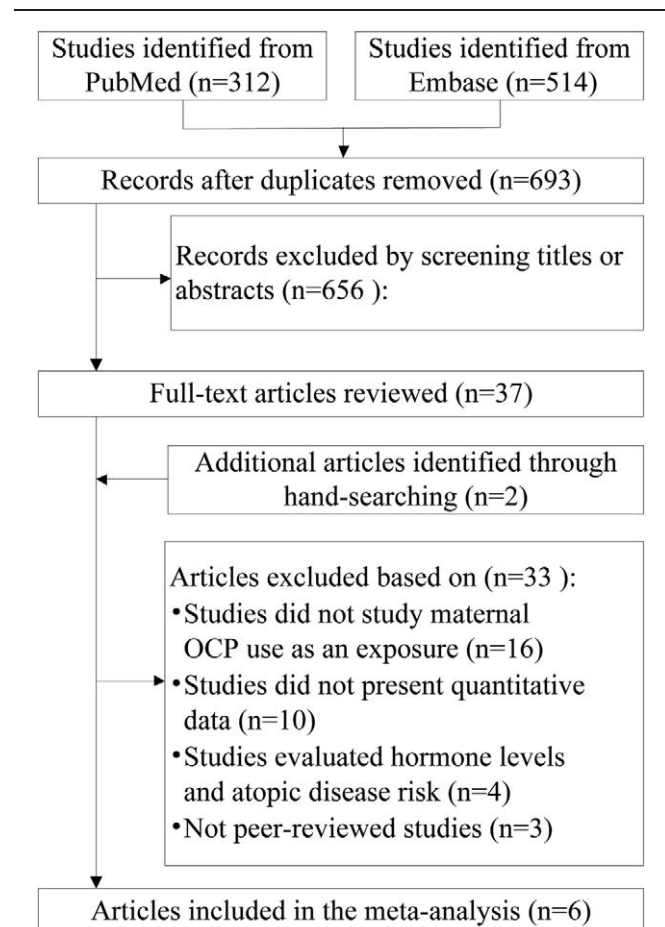 Studies identified from
PubMed (n=312)
Studies identified from
Embase (n=514)
Records after duplicates removed (n=693)
Records excluded by screening titles or
abstracts (n=656 ):
Full-text articles reviewed (n=37)
Additional articles identified through
hand-searching (n=2)
Articles excluded based on (n=33 ):
•Studies did not study maternal
OCP use as an exposure (n=16)
•Studies did not present quantitative
data (n=10)
•Studies evaluated hormone levels
and atopic disease risk (n=4)
•Not peer-reviewed studies (n=3)
Articles included in the meta-analysis (n=6)